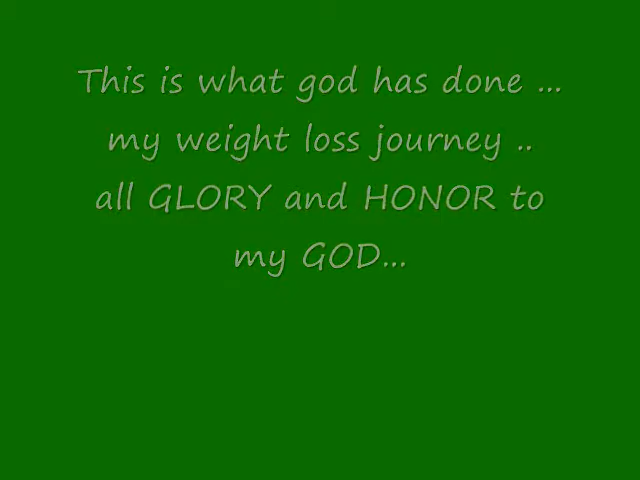 This is what god has done ...
my weight loss journey ..
all GLORY and HONOR to
my GOD...